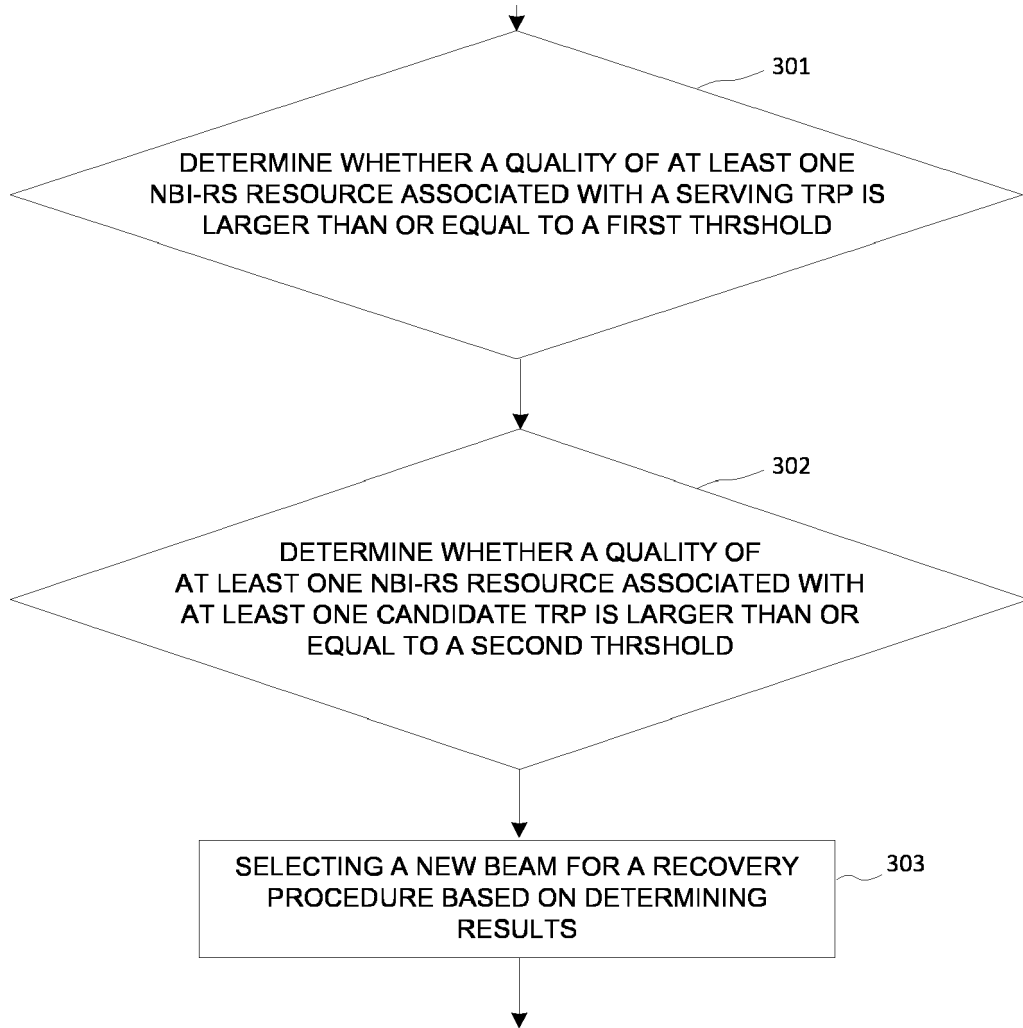 301
DETERMINE WHETHER A QUALITY OF AT LEAST ONE
NBI-RS RESOURCE ASSOCIATED WITH A SERVING TRP IS
LARGER THAN OR EQUAL TO A FIRST THRSHOLD
302
DETERMINE WHETHER A QUALITY OF
AT LEAST ONE NBI-RS RESOURCE ASSOCIATED WITH
AT LEAST ONE CANDIDATE TRP IS LARGER THAN OR
EQUAL TO A SECOND THRSHOLD
303
SELECTING A NEW BEAM FOR A RECOVERY
PROCEDURE BASED ON DETERMINING
RESULTS